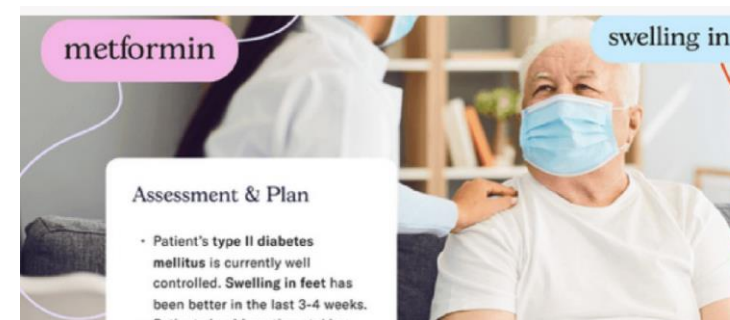 metformin
swelling in
Assessment & Plan
• Patient's type II diabetes
mellitus is currently well
controlled. Swelling in feet has
been better in the last 3-4 weeks.